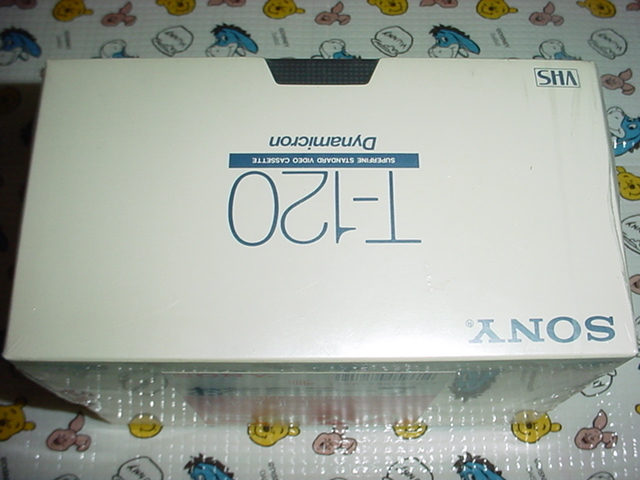 SONY®
T-120
SUPERFINE STANDARD VIDEO CASSETTE
Dynamicron
VHS